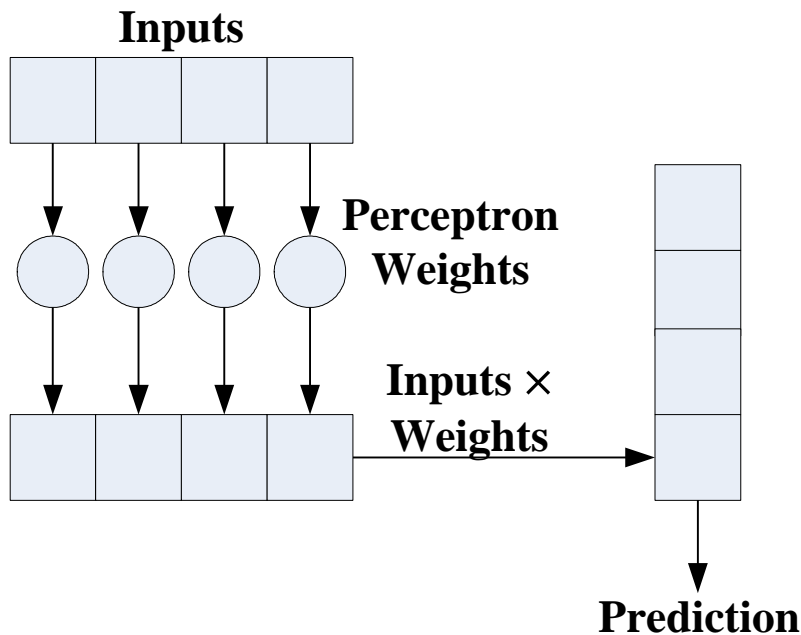 Inputs
Perceptron
Weights
Inputs ×
Weights
Prediction